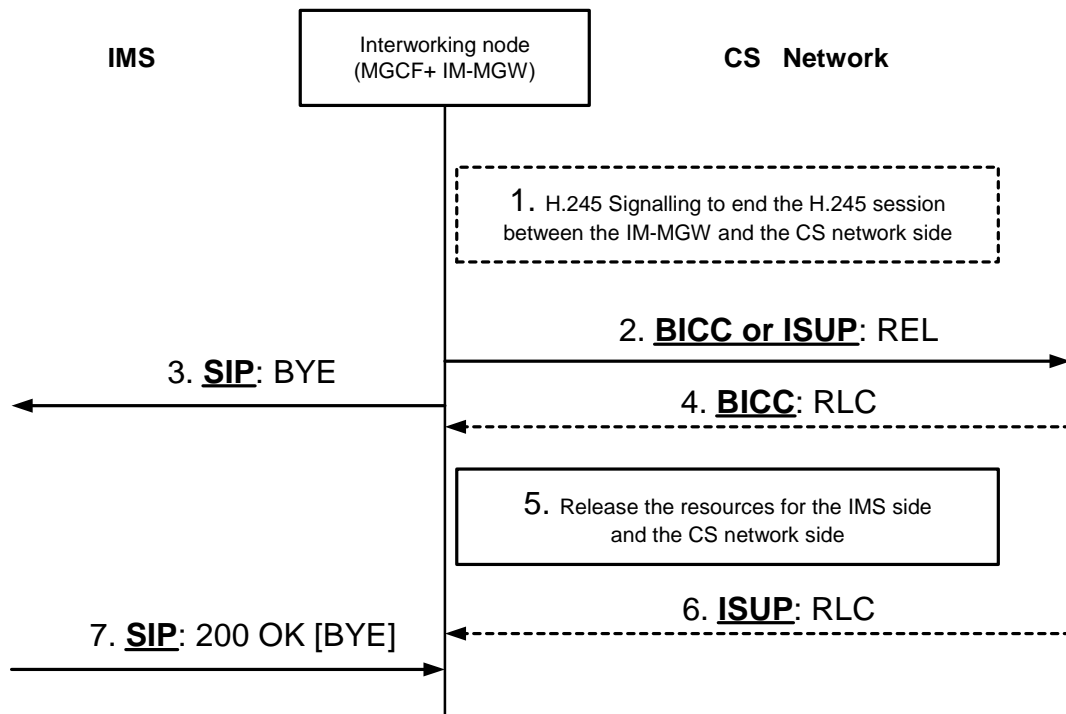 IMS
Interworking node
(MGCF+ IM-MGW)
CS Network
1. H.245 Signalling to end the H.245 session
between the IM-MGW and the CS network side
2. BICC or ISUP: REL
3. SIP: BYE
4. BICC: RLC
5. Release the resources for the IMS side
and the CS network side
6. ISUP: RLC
7. SIP: 200 OK [BYE]